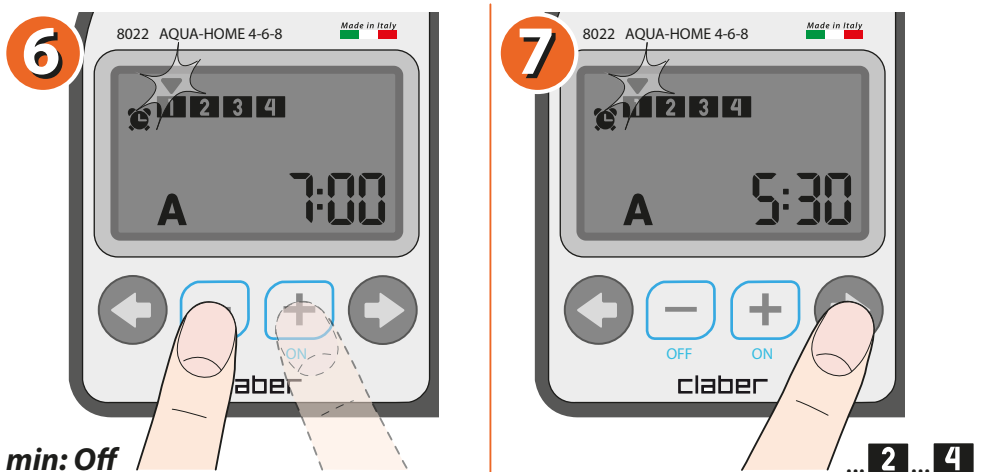 6
8022 AQUA-HOME 4-6-8
Made in Italy
1 2 3 4
A 7:00
ON
aber
min: Off
7
8022 AQUA-HOME 4-6-8
Made in Italy
1 2 3 4
A 5:30
OFF ON
claber
...2...4